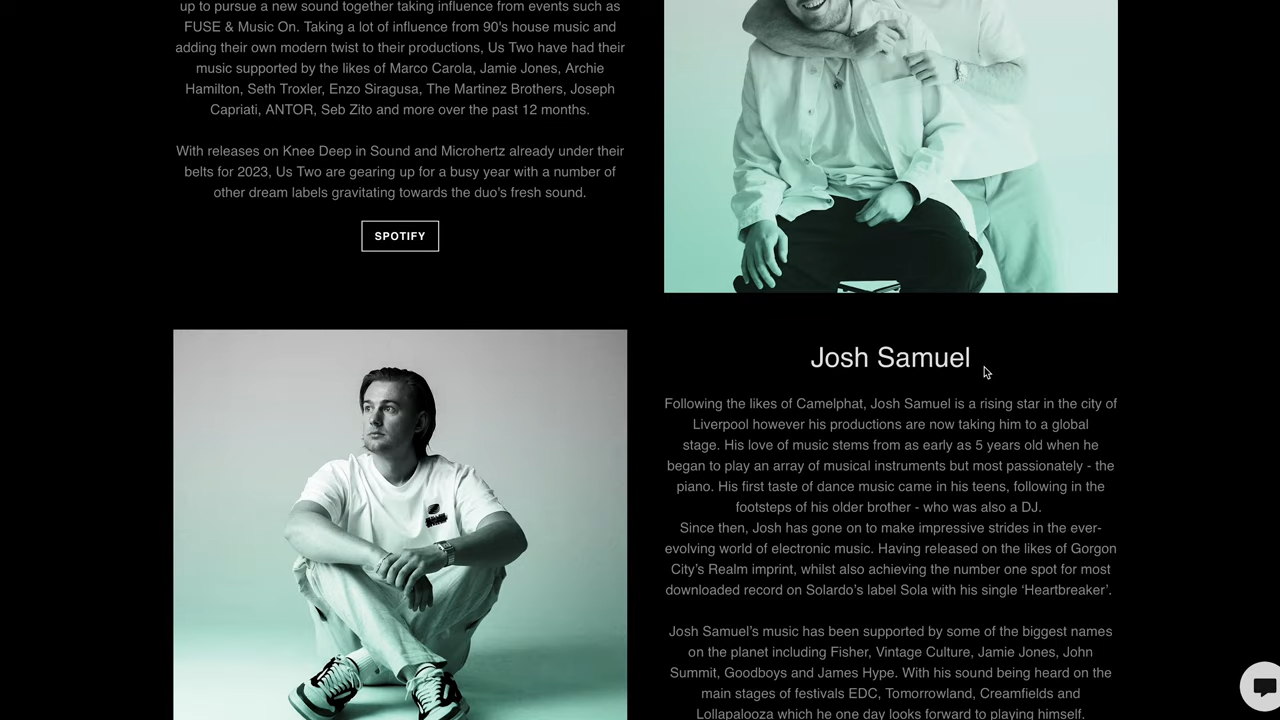 up to pursue a new sound together taking influence from events such as
FUSE & Music On. Taking a lot of influence from 90's house music and
adding their own modern twist to their productions, Us Two have had their
music supported by the likes of Marco Carola, Jamie Jones, Archie
Hamilton, Seth Troxler, Enzo Siragusa, The Martinez Brothers, Joseph
Capriati, ANTOR, Seb Zito and more over the past 12 months.
With releases on Knee Deep in Sound and Microhertz already under their
belts for 2023, Us Two are gearing up for a busy year with a number of
other dream labels gravitating towards the duo's fresh sound.
SPOTIFY
Josh Samuel
Following the likes of Camelphat, Josh Samuel is a rising star in the city of
Liverpool however his productions are now taking him to a global
stage. His love of music stems from as early as 5 years old when he
began to play an array of musical instruments but most passionately - the
piano. His first taste of dance music came in his teens, following in the
footsteps of his older brother - who was also a DJ.
Since then, Josh has gone on to make impressive strides in the ever-
evolving world of electronic music. Having released on the likes of Gorgon
City’s Realm imprint, whilst also achieving the number one spot for most
downloaded record on Solardo’s label Sola with his single ‘Heartbreaker’.
Josh Samuel’s music has been supported by some of the biggest names
on the planet including Fisher, Vintage Culture, Jamie Jones, John
Summit, Goodboys and James Hype. With his sound being heard on the
main stages of festivals EDC, Tomorrowland, Creamfields and
Lollapalooza which he one day looks forward to playing himself.